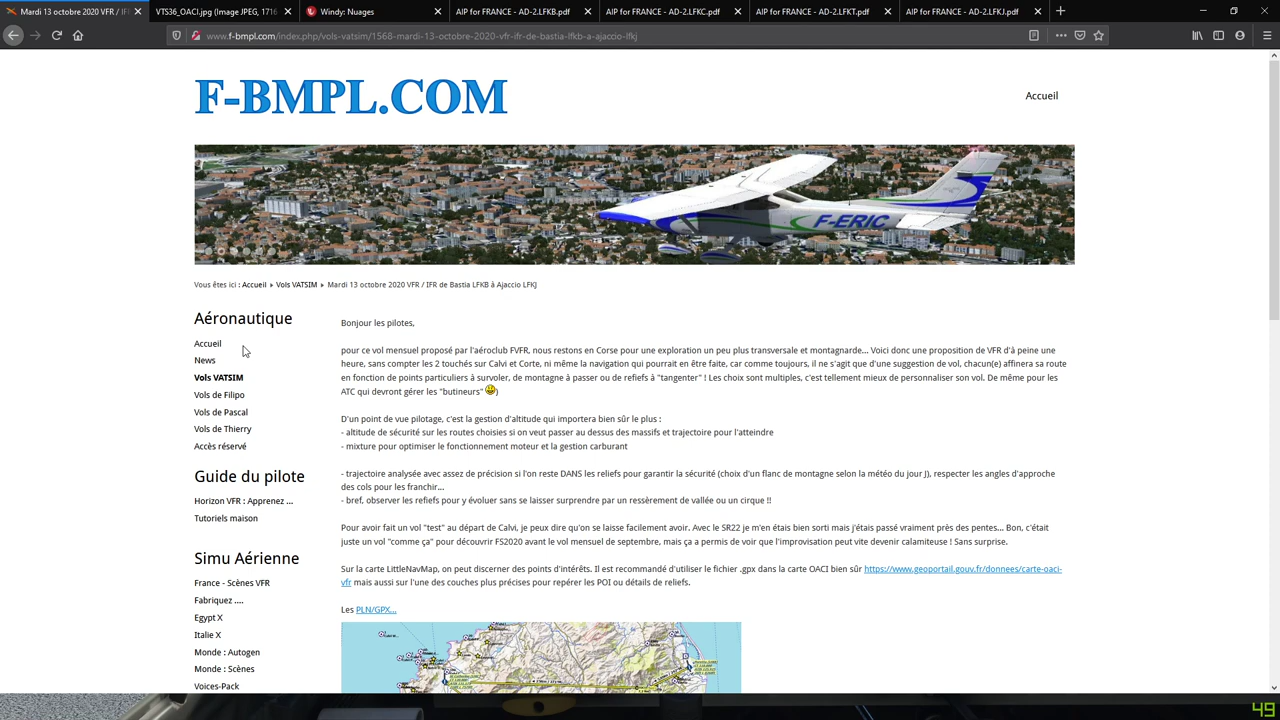 Mardi 13 octobre 2020 VFR / IFR
VTS36_OACI.jpg (Image JPEG, 1716
Windy: Nuages
AIP for FRANCE - AD-2.LFKB.pdf
AIP for FRANCE - AD-2.LFKC.pdf
AIP for FRANCE - AD-2.LFKT.pdf
AIP for FRANCE - AD-2.LFKJ.pdf
www.f-bmpl.com/index.php/vols-vatsim/1568-mardi-13-octobre-2020-vfr-ifr-de-bastia-lfkb-a-ajaccio-lfkj
F-BMPL.COM
Accueil
F-ERIC
Vous êtes ici : Accueil Vols VATSIM Mardi 13 octobre 2020 VFR / IFR de Bastia LFKB à Ajaccio LFKJ
Aéronautique
Accueil
News
Vols VATSIM
Vols de Filipo
Vols de Pascal
Vols de Thierry
Accès réservé
Guide du pilote
Horizon VFR : Apprenez ...
Tutoriels maison
Simu Aérienne
France - Scènes VFR
Fabriquez ....
Egypt X
Italie X
Monde : Autogen
Monde : Scènes
Voices-Pack
Bonjour les pilotes,
pour ce vol mensuel proposé par l'aéroclub FVFR, nous restons en Corse pour une exploration un peu plus transversale et montagnarde... Voici donc une proposition de VFR d'à peine une
heure, sans compter les 2 touchés sur Calvi et Corte, ni même la navigation qui pourrait en être faite, car comme toujours, il ne s'agit que d'une suggestion de vol, chacun(e) affinera sa route
en fonction de points particuliers à survoler, de montagne à passer ou de refiefs à "tangenter" ! Les choix sont multiples, c'est tellement mieux de personnaliser son vol. De même pour les
ATC qui devront gérer les "butineurs" )
D'un point de vue pilotage, c'est la gestion d'altitude qui importera bien sûr le plus :
- altitude de sécurité sur les routes choisies si on veut passer au dessus des massifs et trajectoire pour l'atteindre
- mixture pour optimiser le fonctionnement moteur et la gestion carburant
- trajectoire analysée avec assez de précision si l'on reste DANS les reliefs pour garantir la sécurité (choix d'un flanc de montagne selon la météo du jour J), respecter les angles d'approche
des cols pour les franchir...
- bref, observer les refiefs pour y évoluer sans se laisser surprendre par un ressèrement de vallée ou un cirque !!
Pour avoir fait un vol "test" au départ de Calvi, je peux dire qu'on se laisse facilement avoir. Avec le SR22 je m'en étais bien sorti mais j'étais passé vraiment près des pentes... Bon, c'était
juste un vol "comme ça" pour découvrir FS2020 avant le vol mensuel de septembre, mais ça a permis de voir que l'improvisation peut vite devenir calamiteuse ! Sans surprise.
Sur la carte LittleNavMap, on peut discerner des points d'intérêts. Il est recommandé d'utiliser le fichier .gpx dans la carte OACI bien sûr https://www.geoportail.gouv.fr/donnees/carte-oaci-
vfr mais aussi sur l'une des couches plus précises pour repérer les POI ou détails de reliefs.
Les PLN/GPX...
49